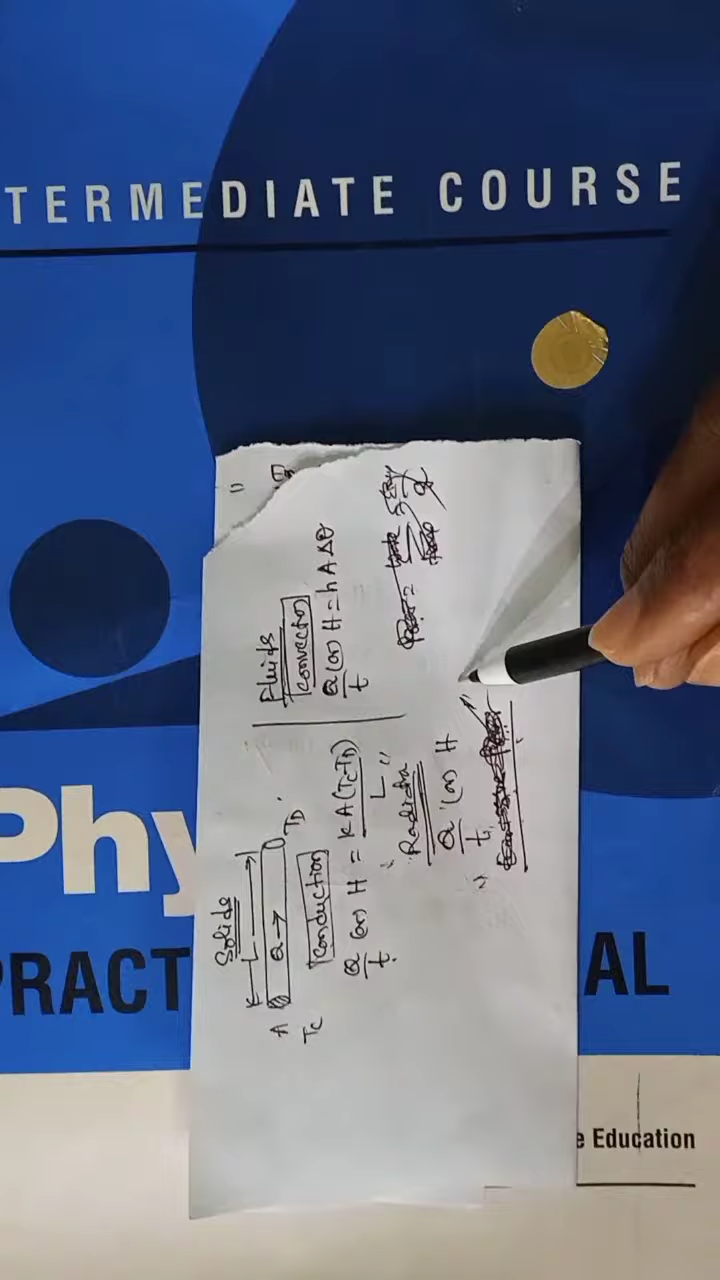 TERMEDIATE COURSE
Phy
PRACT
AL
e Education
Solids
K L
A Q → TD
TC
Conduction
Q/t (or) H = KA(TC-TD)/L
Fluids
Convection
Q/t (or) H = hAΔθ
Radiation
Q/t (or) H